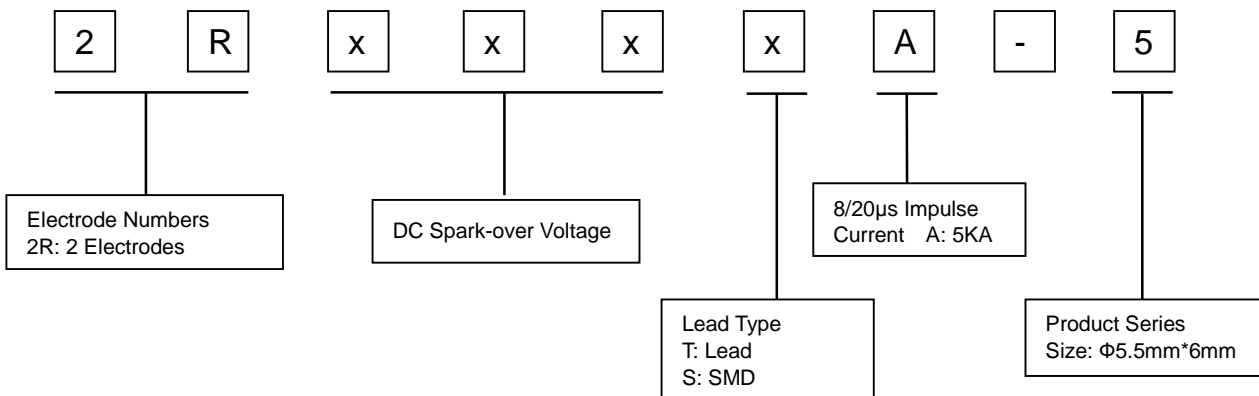 2 R x x x x A - 5
Electrode Numbers
2R: 2 Electrodes
DC Spark-over Voltage
8/20μs Impulse
Current A: 5KA
Lead Type
T: Lead
S: SMD
Product Series
Size: Φ5.5mm*6mm